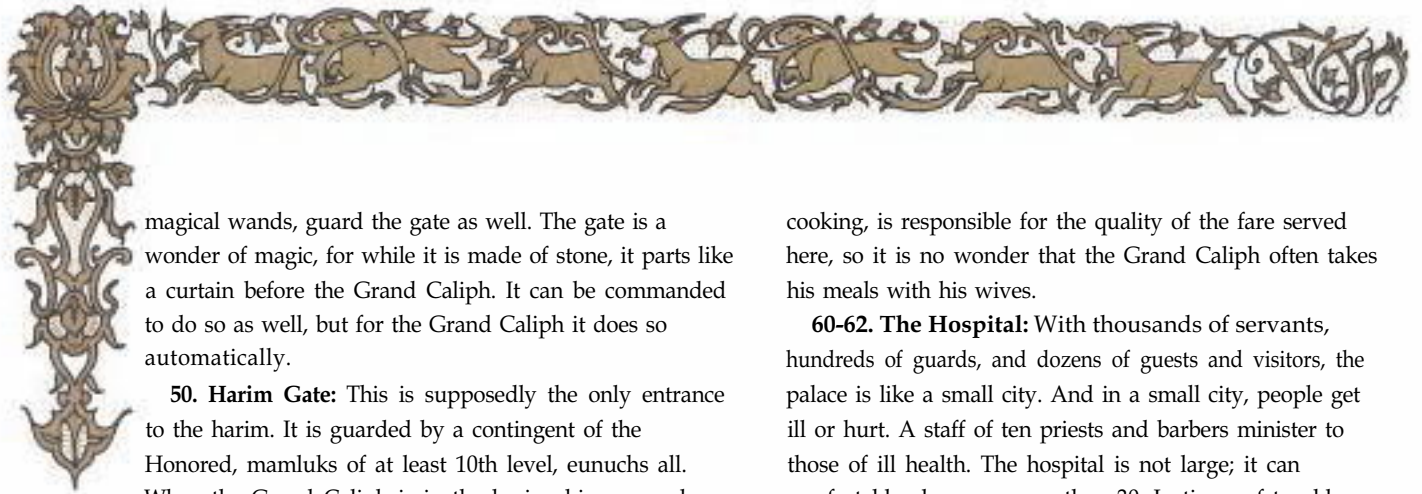 magical wands, guard the gate as well. The gate is a
wonder of magic, for while it is made of stone, it parts like
a curtain before the Grand Caliph. It can be commanded
to do so as well, but for the Grand Caliph it does so
automatically.
50. Harim Gate: This is supposedly the only entrance
to the harim. It is guarded by a contingent of the
Honored, mamluks of at least 10th level, eunuchs all.
cooking, is responsible for the quality of the fare served
here, so it is no wonder that the Grand Caliph often takes
his meals with his wives.
60-62. The Hospital: With thousands of servants,
hundreds of guards, and dozens of guests and visitors, the
palace is like a small city. And in a small city, people get
ill or hurt. A staff of ten priests and barbers minister to
those of ill health. The hospital is not large; it can